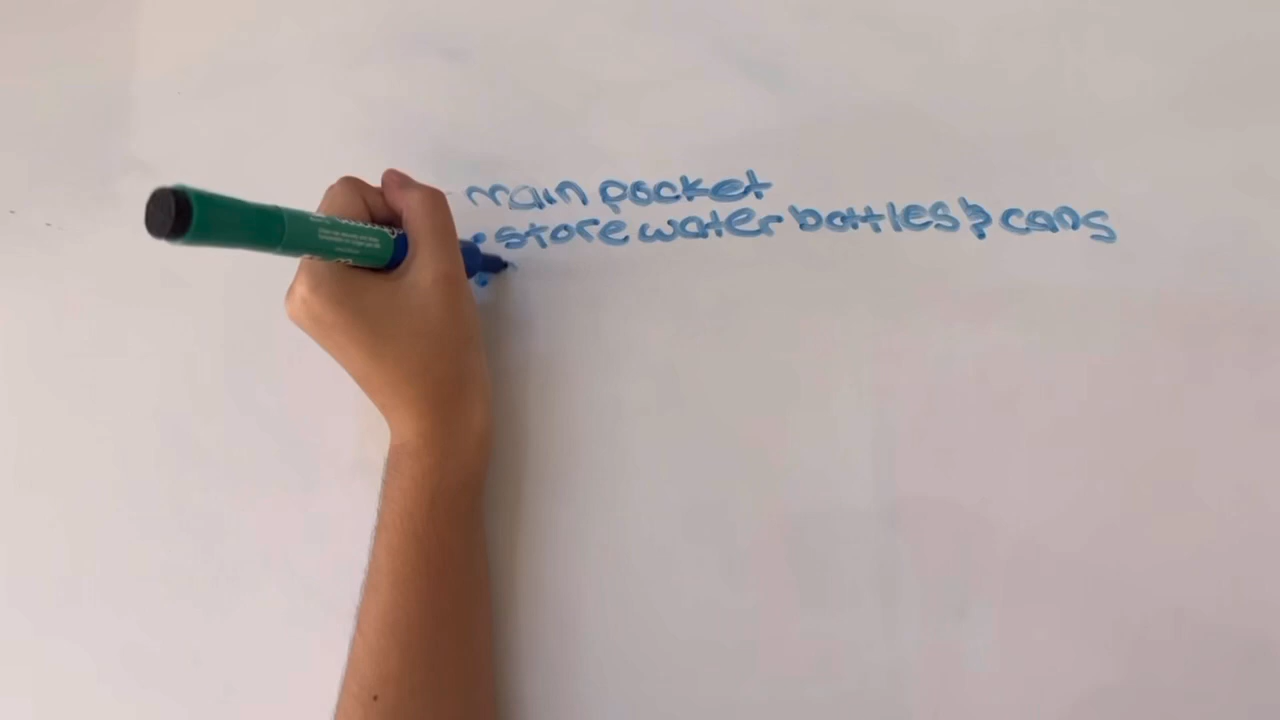 - main pocket
• store water bottles & cans
•